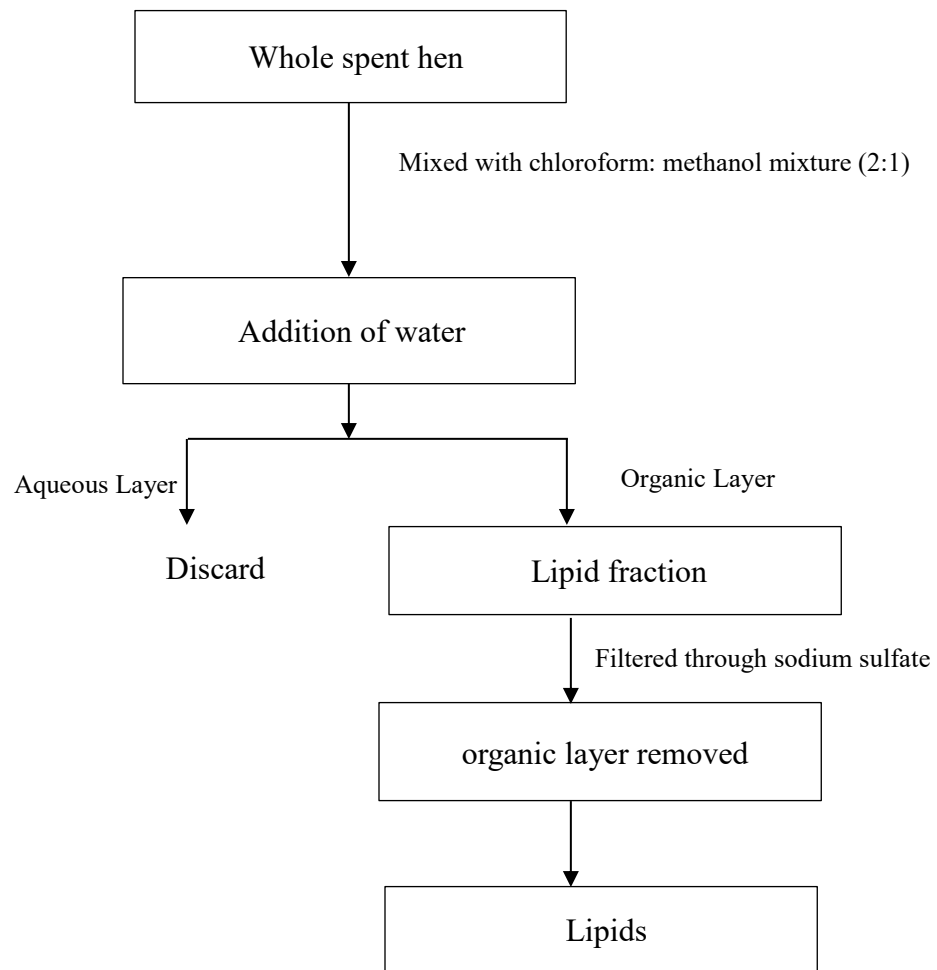 Whole spent hen
Mixed with chloroform: methanol mixture (2:1)
Addition of water
Aqueous Layer
Organic Layer
Discard
Lipid fraction
Filtered through sodium sulfate
organic layer removed
Lipids